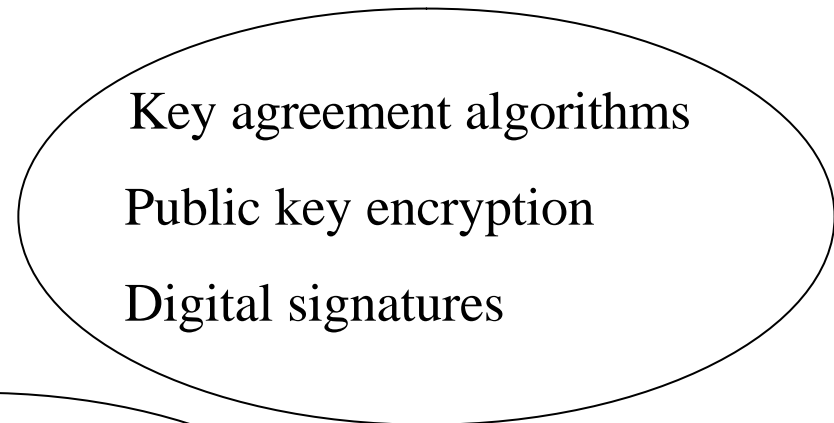 Key agreement algorithms
Public key encryption
Digital signatures